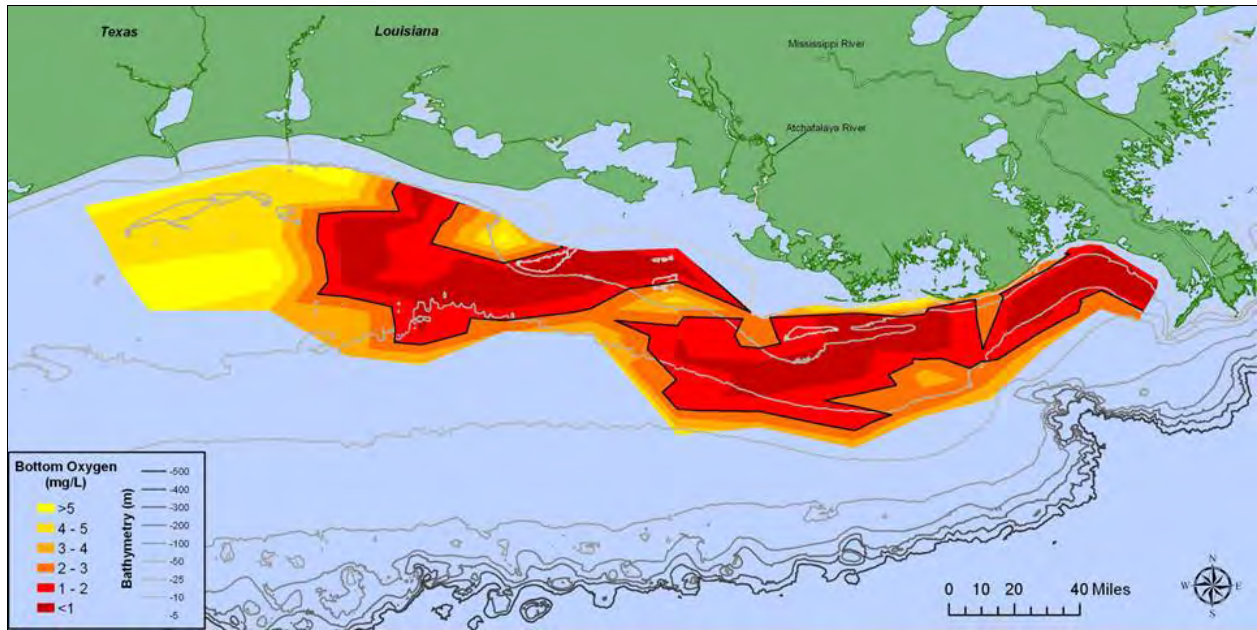 Texas
Louisiana
Mississippi River
Atchafalaya River
Bottom Oxygen
(mg/L)
>5
4 - 5
3 - 4
2 - 3
1 - 2
<1
Bathymetry (m)
-500
-400
-300
-200
-100
-50
-25
-10
-5
0 10 20 40 Miles
N
W E
S